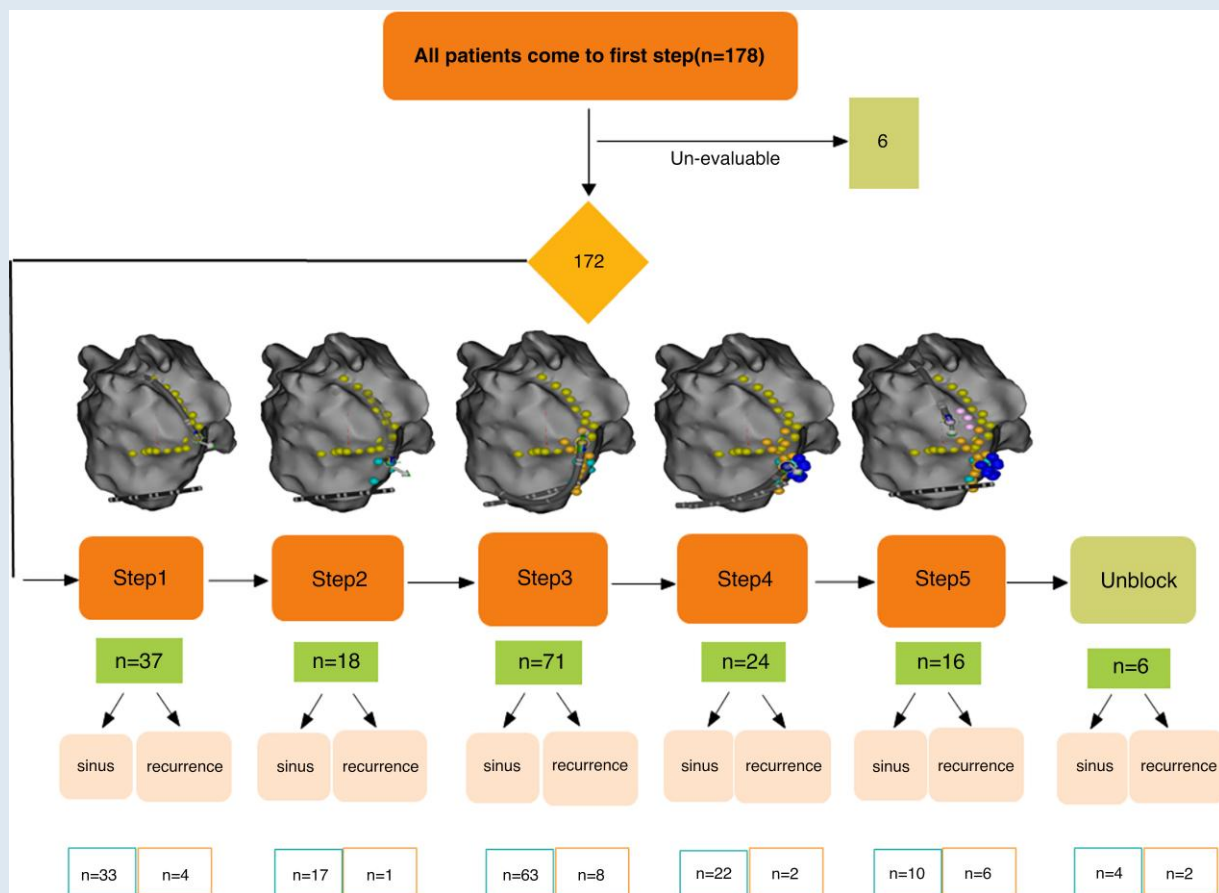 All patients come to first step(n=178)
6
Un-evaluable
172
Step1
Step2
Step3
Step4
Step5
Unblock
n=37
n=18
n=71
n=24
n=16
n=6
sinus
recurrence
sinus
recurrence
sinus
recurrence
sinus
recurrence
sinus
recurrence
sinus
recurrence
n=33
n=4
n=17
n=1
n=63
n=8
n=22
n=2
n=10
n=6
n=4
n=2